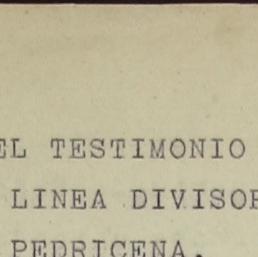 EL TESTIMONIO
LINEA DIVISOR
PEDRICENA.